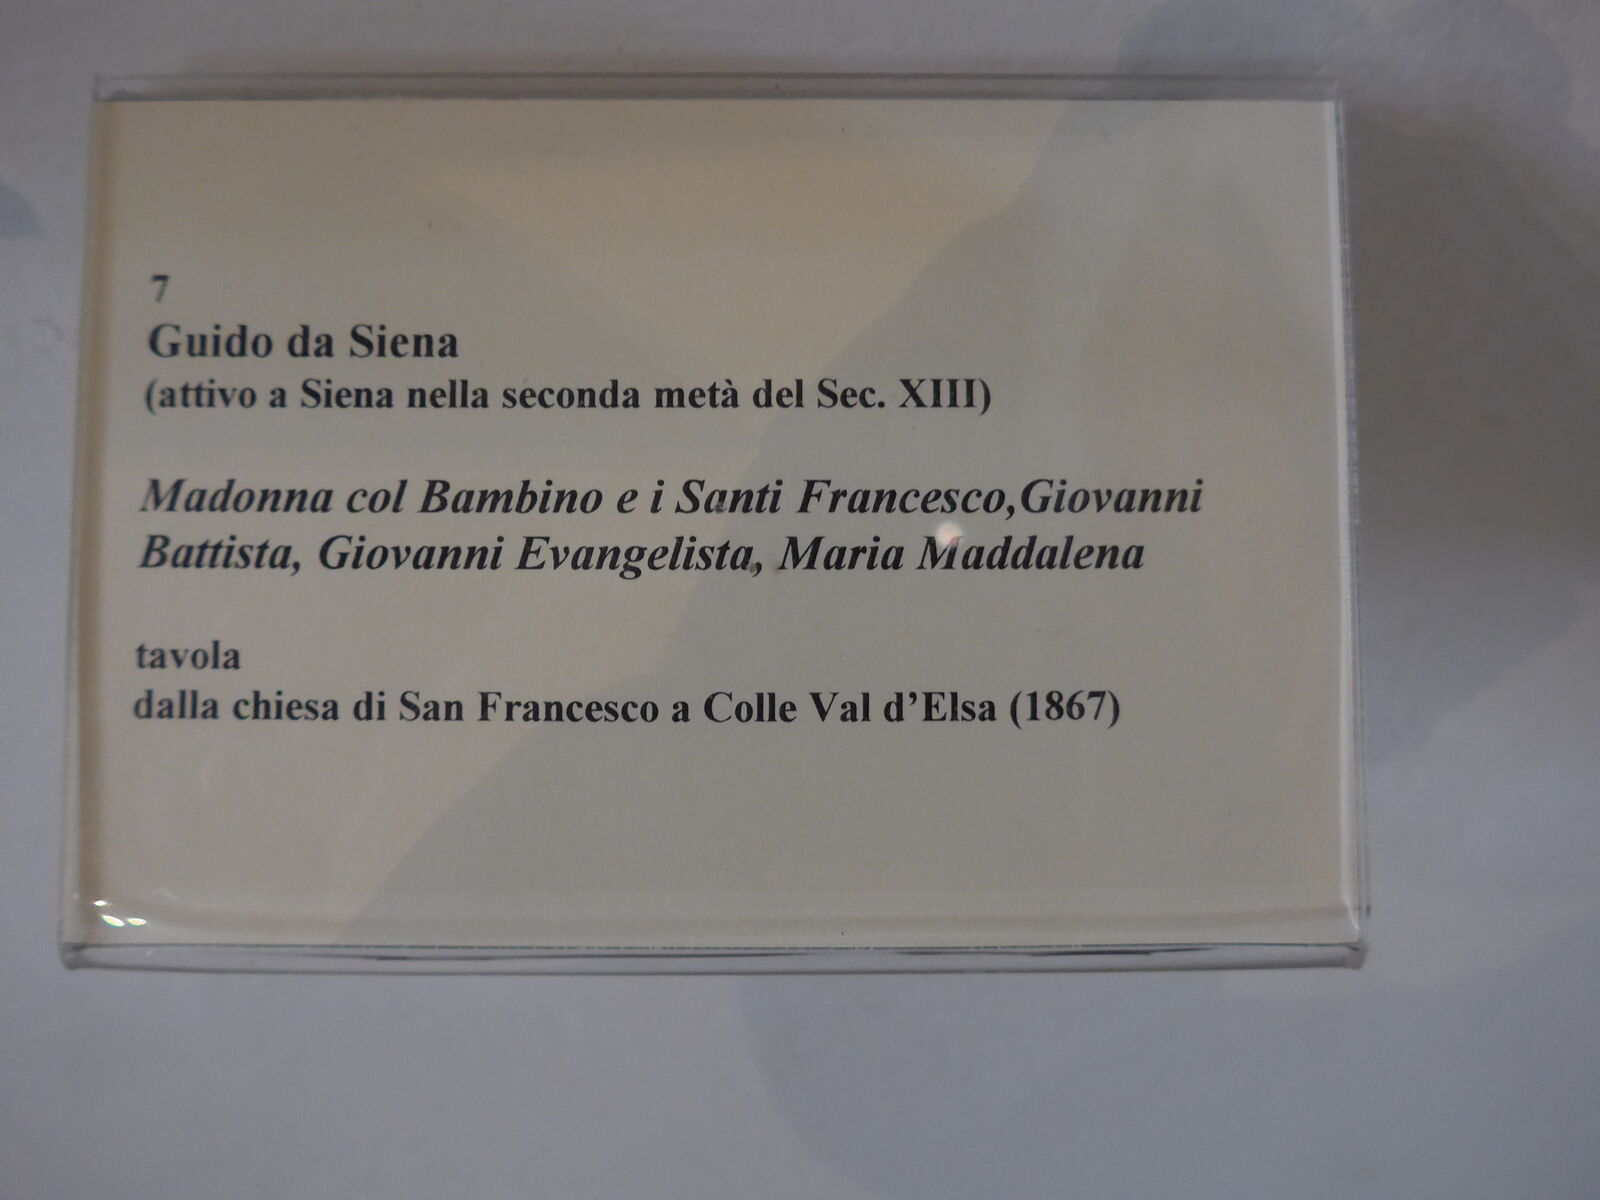 7
Guido da Siena
(attivo a Siena nella seconda metà del Sec. XIII)
Madonna col Bambino e i Santi Francesco,Giovanni
Battista, Giovanni Evangelista, Maria Maddalena
tavola
dalla chiesa di San Francesco a Colle Val d’Elsa (1867)